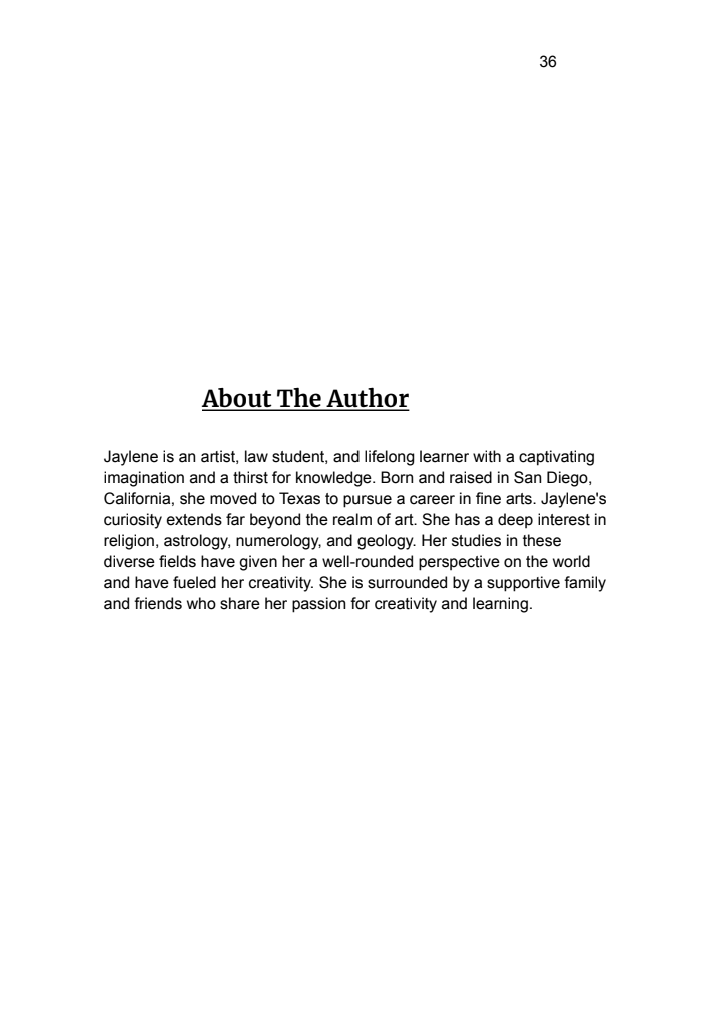 36
About The Author
Jaylene is an artist, law student, and lifelong learner with a captivating
imagination and a thirst for knowledge. Born and raised in San Diego,
California, she moved to Texas to pursue a career in fine arts. Jaylene's
curiosity extends far beyond the realm of art. She has a deep interest in
religion, astrology, numerology, and geology. Her studies in these
diverse fields have given her a well-rounded perspective on the world
and have fueled her creativity. She is surrounded by a supportive family
and friends who share her passion for creativity and learning.